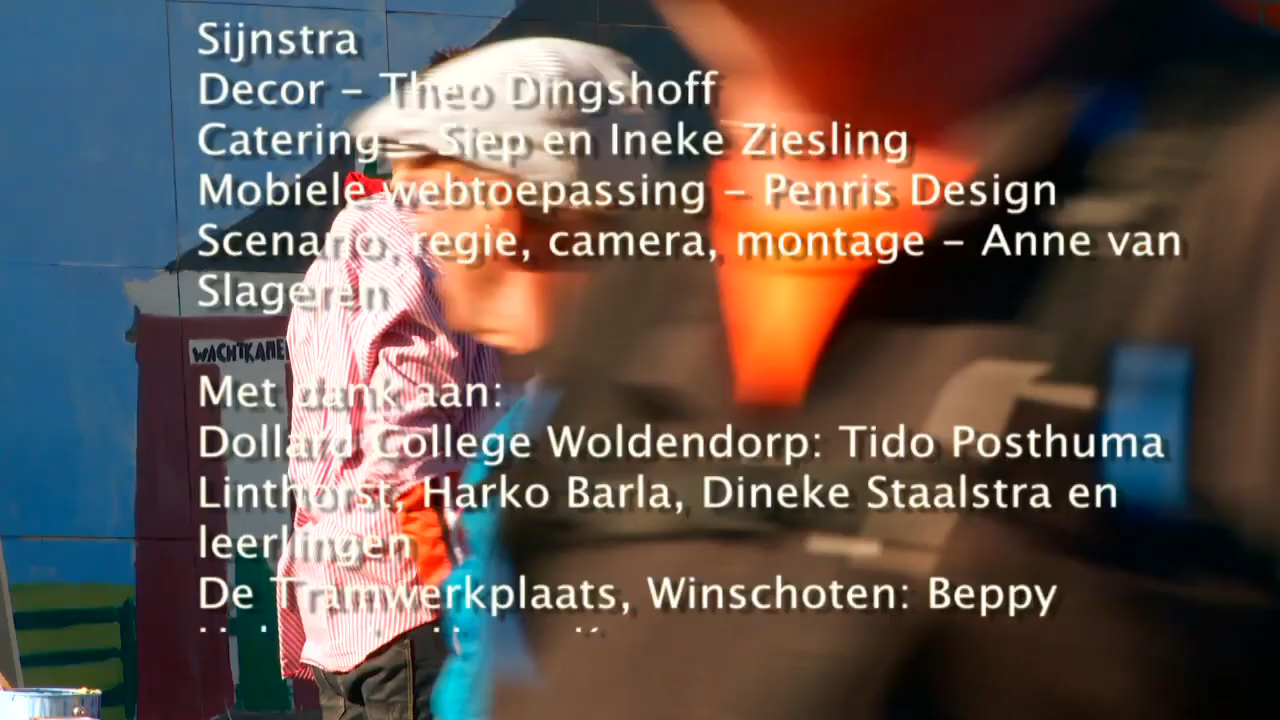 Sijnstra
Decor – Theo Dingshoff
Catering – Siep en Ineke Ziesling
Mobiele webtoepassing – Penris Design
Scenario, regie, camera, montage – Anne van
Slageren
WACHTKAMER
Met dank aan:
Dollard College Woldendorp: Tido Posthuma
Linthorst, Harko Barla, Dineke Staalstra en
leerlingen
De Tramwerkplaats, Winschoten: Beppy